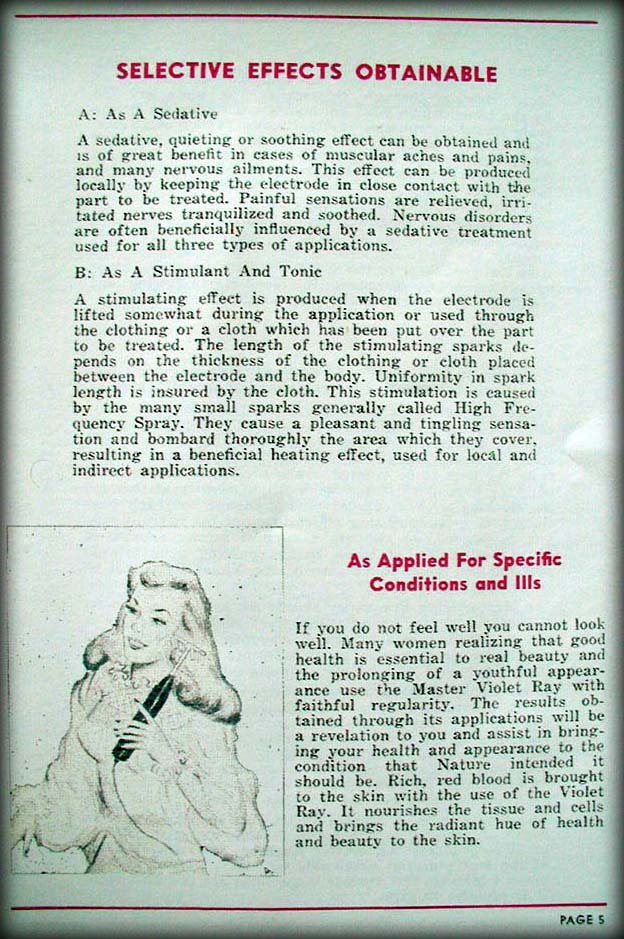 SELECTIVE EFFECTS OBTAINABLE
A: As A Sedative
A sedative, quieting or soothing effect can be obtained and
is of great benefit in cases of muscular aches and pains,
and many nervous ailments. This effect can be produced
locally by keeping the electrode in close contact with the
part to be treated. Painful sensations are relieved, irri-
tated nerves tranquilized and soothed. Nervous disorders
are often beneficially influenced by a sedative treatment
used for all three types of applications.
B: As A Stimulant And Tonic
A stimulating effect is produced when the electrode is
lifted somewhat during the application or used through
the clothing or a cloth which has been put over the part
to be treated. The length of the stimulating sparks de-
pends on the thickness of the clothing or cloth placed
between the electrode and the body. Uniformity in spark
length is insured by the cloth. This stimulation is caused
by the many small sparks generally called High Fre-
quency Spray. They cause a pleasant and tingling sensa-
tion and bombard thoroughly the area which they cover,
resulting in a beneficial heating effect, used for local and
indirect applications.
As Applied For Specific
Conditions and Ills
If you do not feel well you cannot look
well. Many women realizing that good
health is essential to real beauty and
the prolonging of a youthful appear-
ance use the Master Violet Ray with
faithful regularity. The results ob-
tained through its applications will be
a revelation to you and assist in bring-
ing your health and appearance to the
condition that Nature intended it
should be. Rich, red blood is brought
to the skin with the use of the Violet
Ray. It nourishes the tissue and cells
and brings the radiant hue of health
and beauty to the skin.
PAGE 5